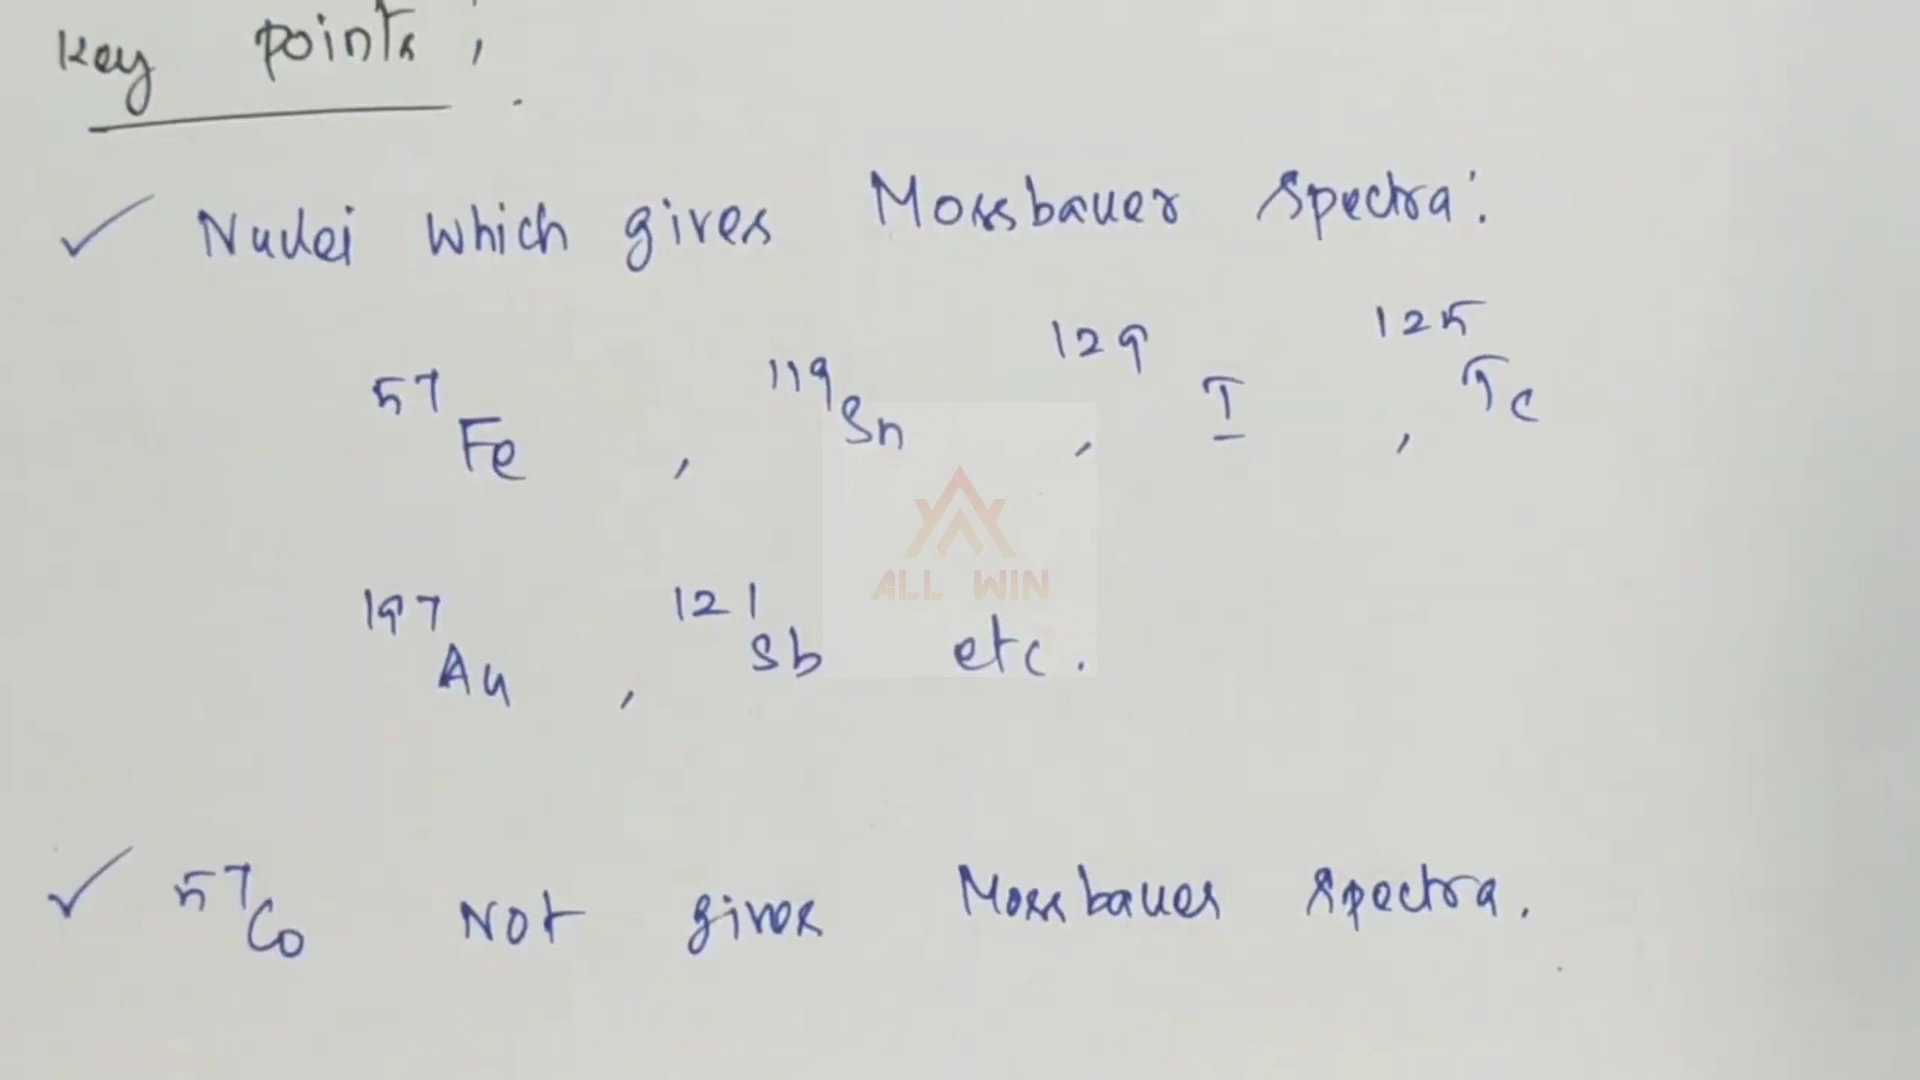 Key points :
✓ Nuclei which gives Mossbauer spectra:
⁵⁷Fe , ¹¹⁹Sn , ¹²⁹I , ¹²⁵Tc
ALL WIN
¹⁹⁷Au , ¹²¹Sb etc.
✓ ⁵⁷Co Not gives Mossbauer spectra.